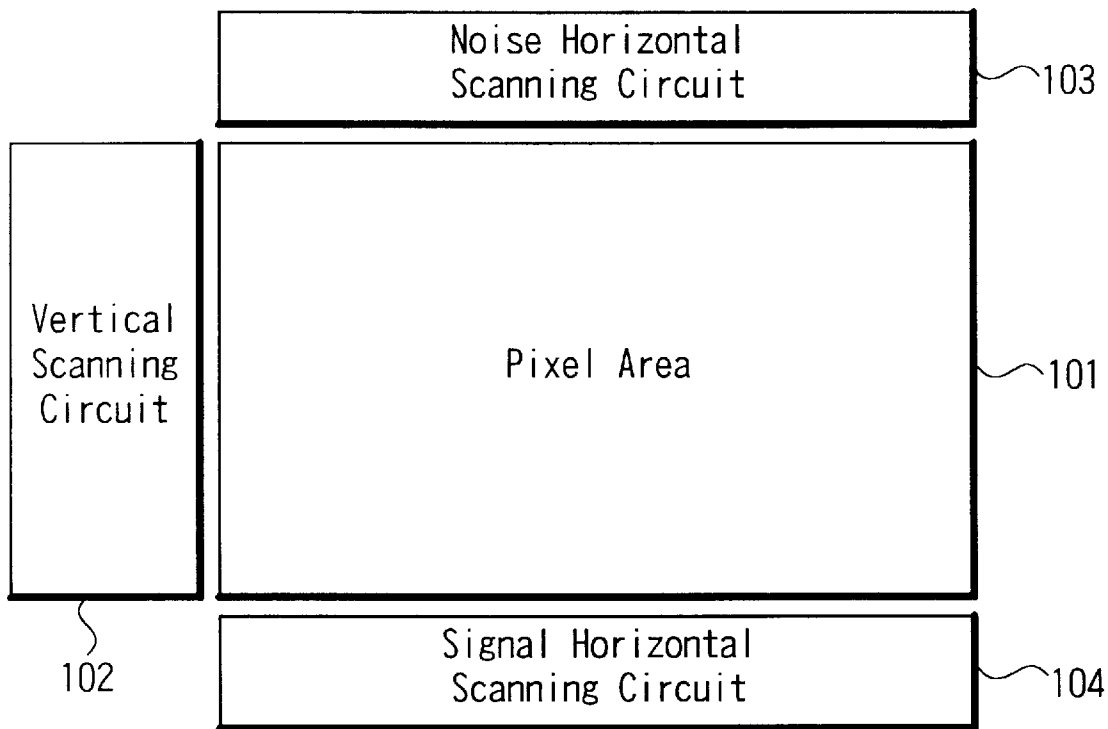 Noise Horizontal
Scanning Circuit
103
Vertical
Scanning
Circuit
Pixel Area
101
102
Signal Horizontal
Scanning Circuit
104